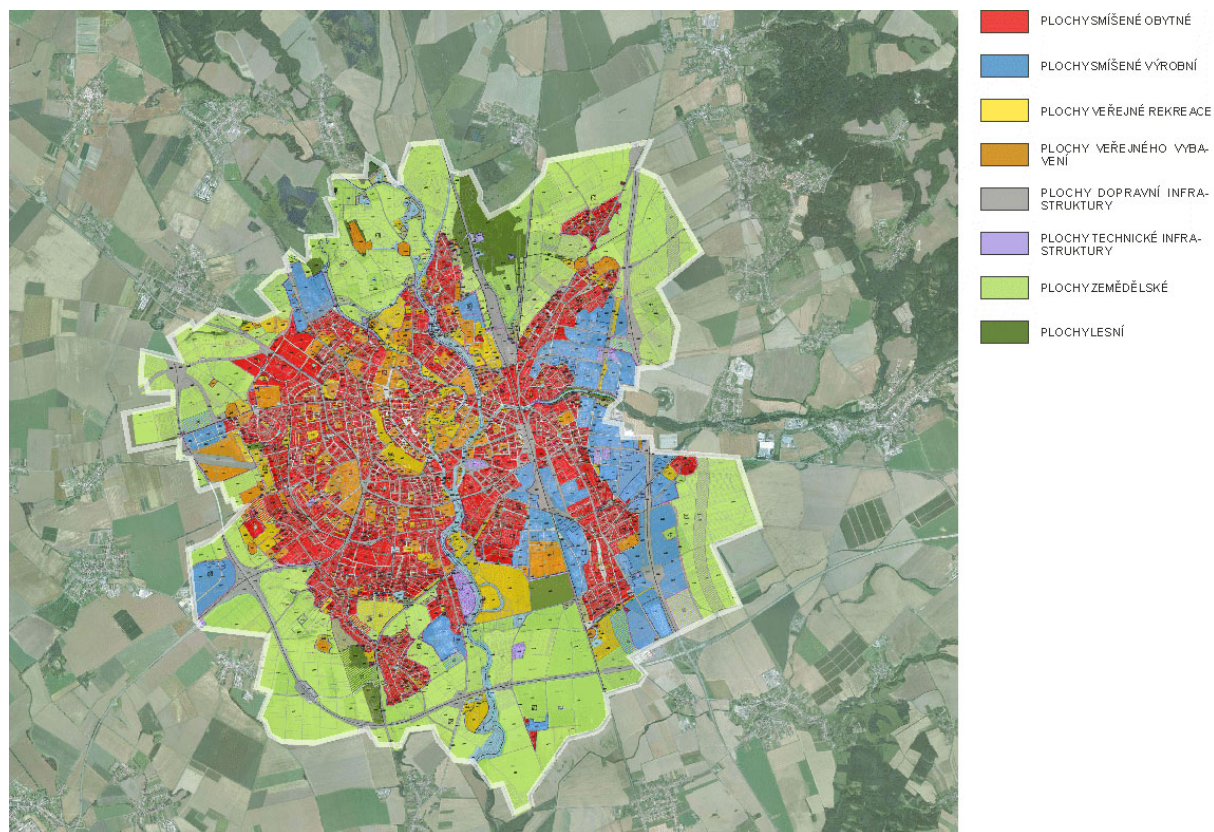 PLOCHY SMÍŠENÉ OBYTNÉ
PLOCHY SMÍŠENÉ VÝROBNÍ
PLOCHY VEŘEJNÉ REKREACE
PLOCHY VEŘEJNÉHO VYBA-
VENÍ
PLOCHY DOPRAVNÍ INFRA-
STRUKTURY
PLOCHY TECHNICKÉ INFRA-
STRUKTURY
PLOCHY ZEMĚDĚLSKÉ
PLOCHY LESNÍ